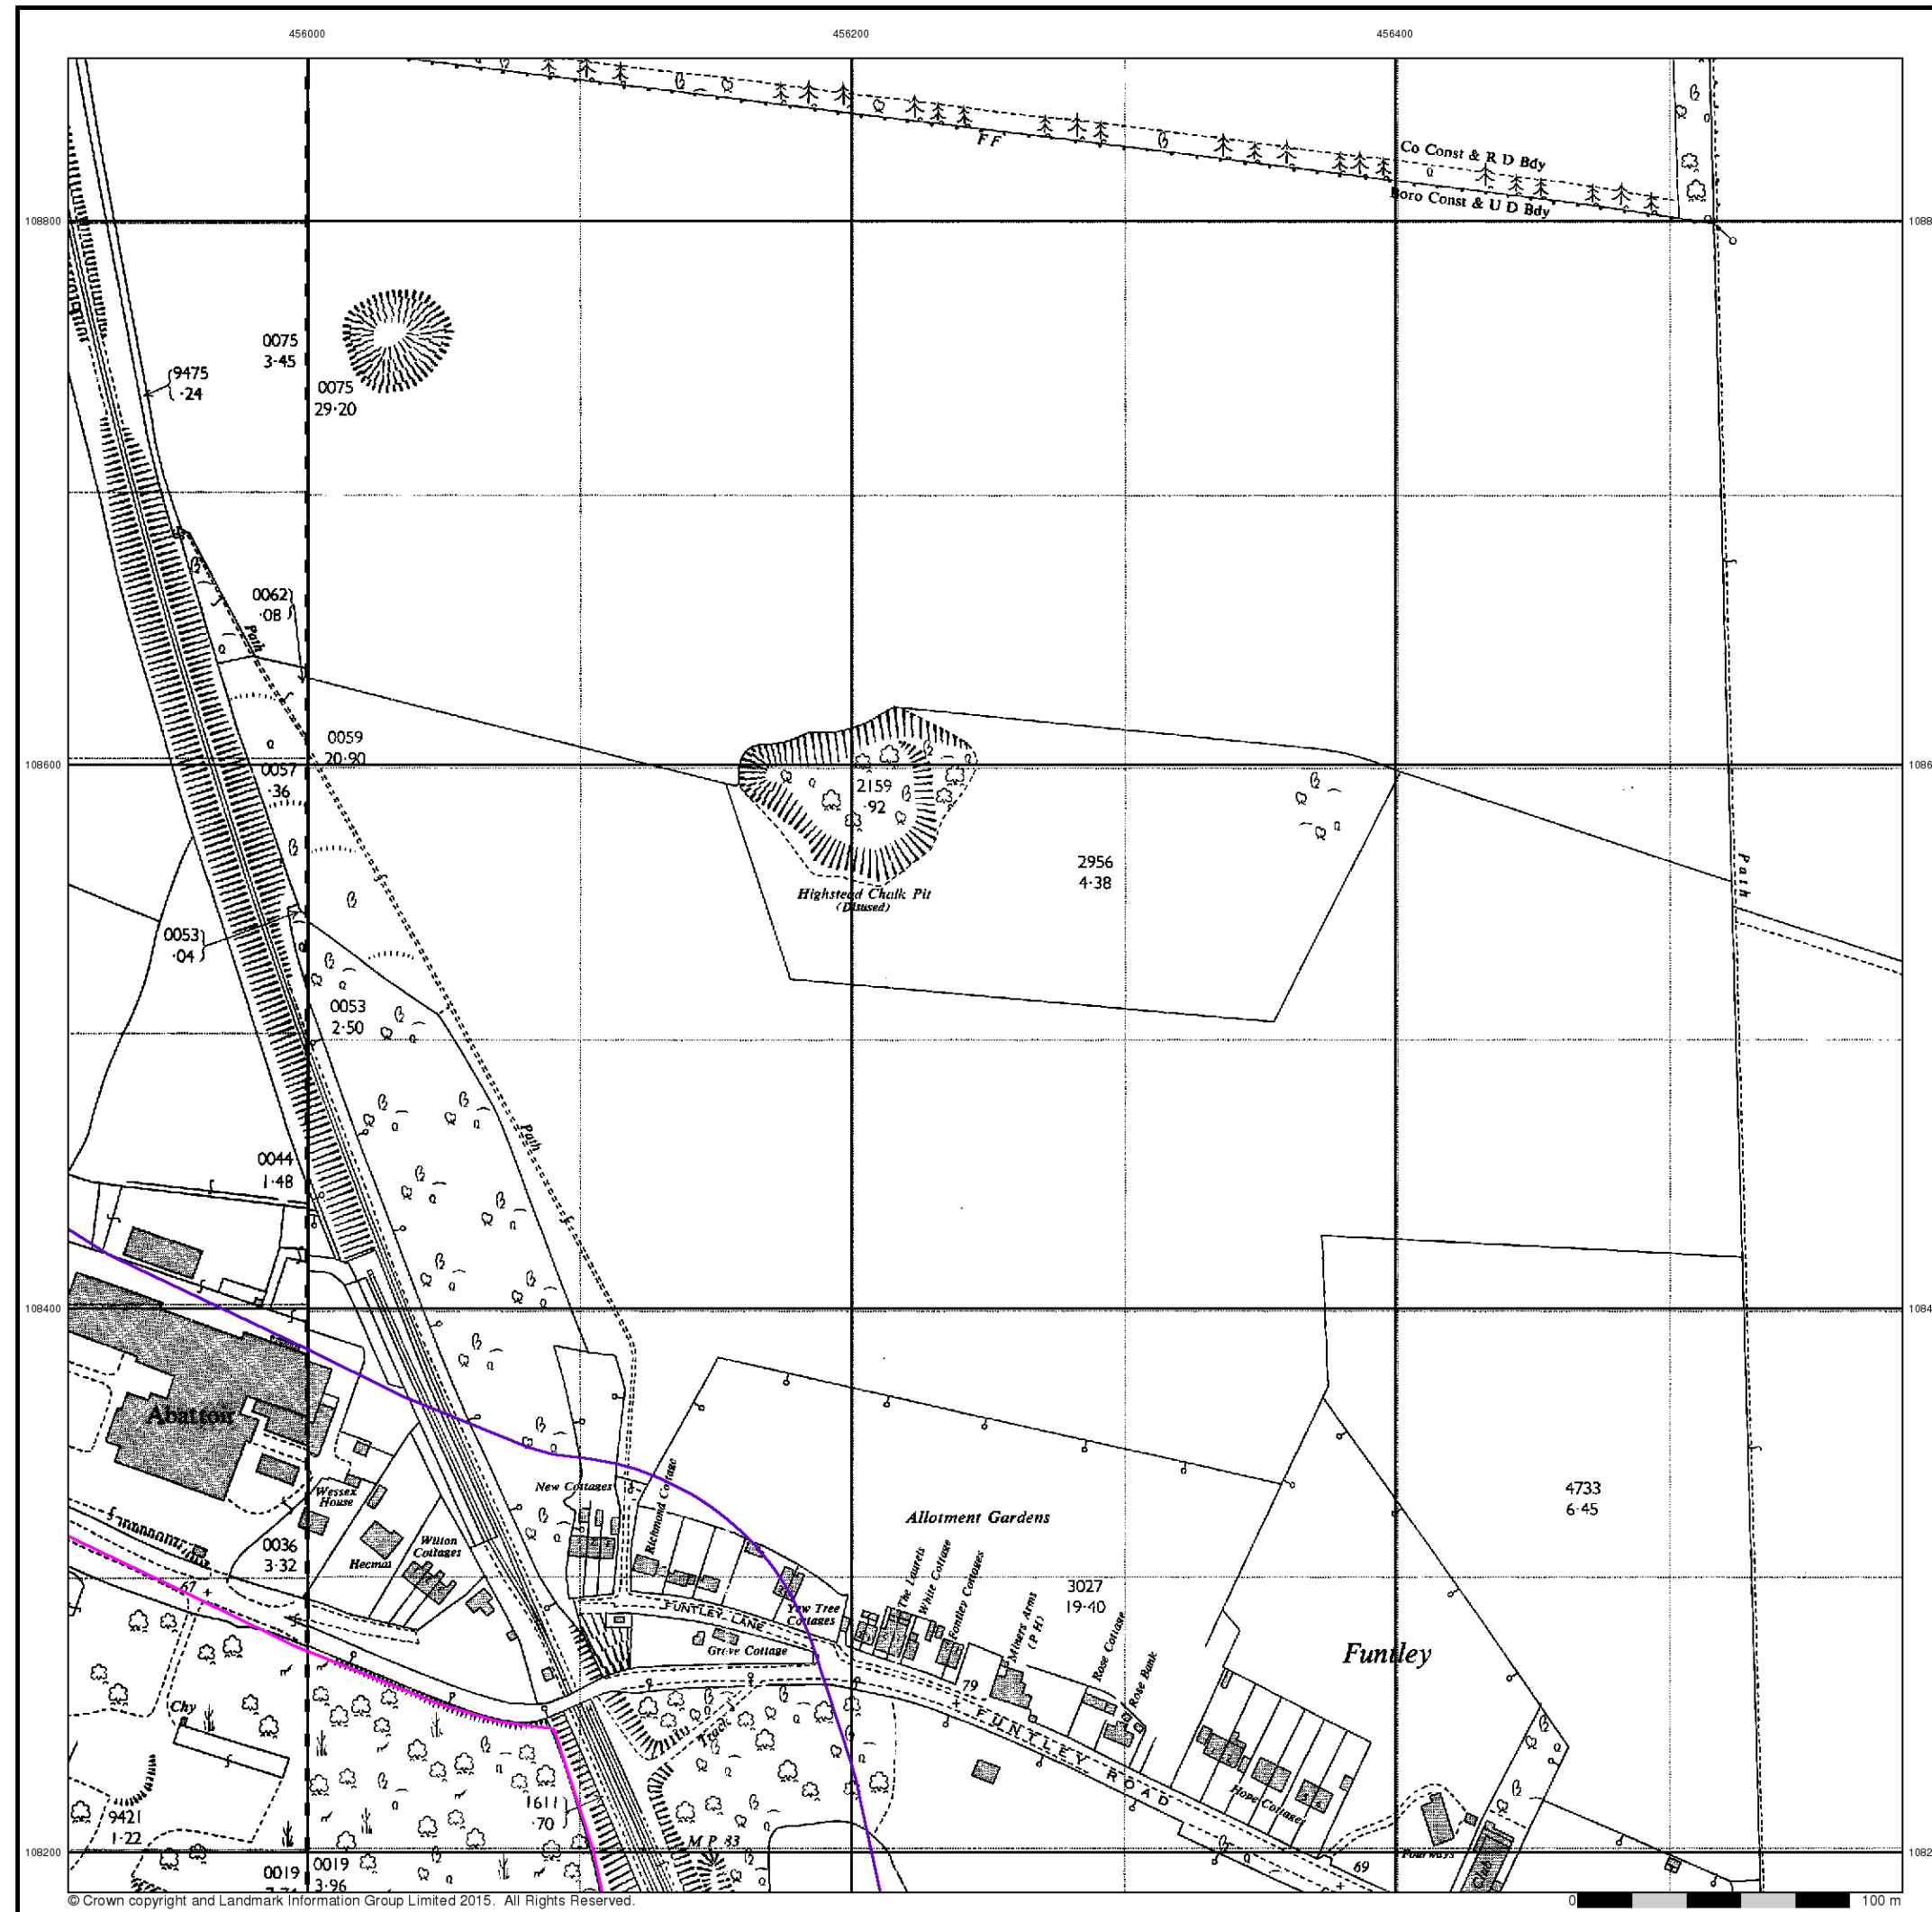 456000
456200
456400
Co Const & R D Bdy
F F
Boro Const & U D Bdy
108800
0075
3·45
9475
·24
0075
29·20
0062
·08
Path
0059
20·90
108600
0057
·36
2159
·92
2956
4·38
Path
Highstead Chalk Pit
(Disused)
0053
·04
0053
2·50
Path
0044
1·48
108400
Abattoir
Wessex
House
New Cottages
Richmond Cottage
4733
6·45
Allotment Gardens
0036
3·32
Hecmar
Wilton
Cottages
67 +
The Laurels
White Cottage
Funtley Cottages
3027
19·40
FUNTLEY LANE
Yew Tree
Cottages
Miners Arms
(P H)
Grove Cottage
Rose Cottage
Rose Bank
Funtley
79
+
Chy
Track
FUNTLEY ROAD
Hope Cottages
9421
1·22
1611
·70
M P 83
Fourways
Club
69
+
108200
0019
0019
3·96
© Crown copyright and Landmark Information Group Limited 2015. All Rights Reserved.
0
100 m